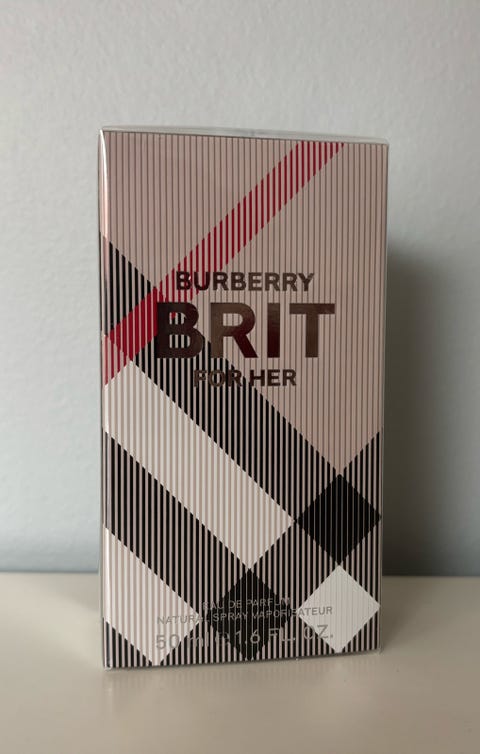 BURBERRY
BRIT
FOR HER
EAU DE PARFUM
NATURAL SPRAY VAPORISATEUR
50 ml ℮ 1.6 FL. OZ.